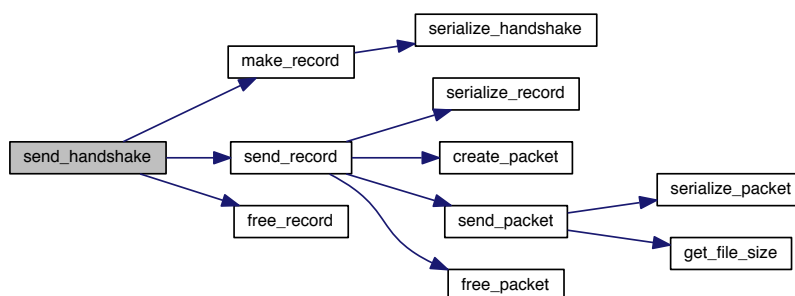 serialize_handshake
make_record
serialize_record
send_handshake
send_record
create_packet
serialize_packet
free_record
send_packet
get_file_size
free_packet